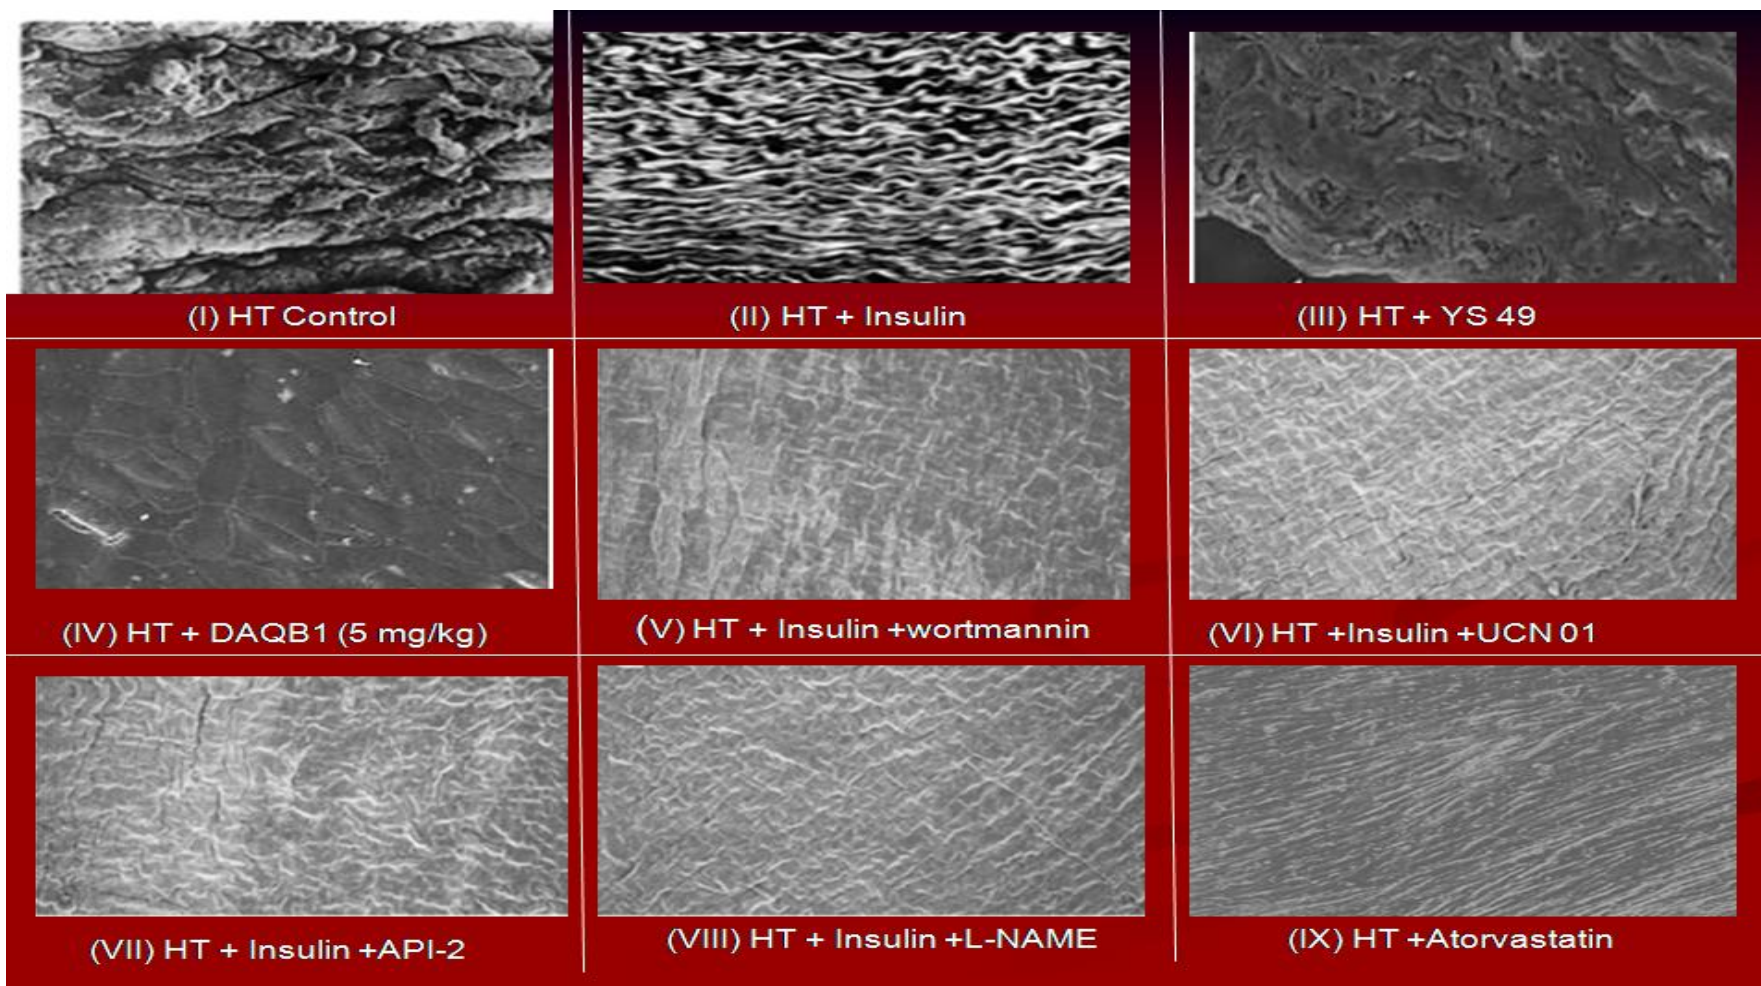 (I) HT Control
(II) HT + Insulin
(III) HT + YS 49
(IV) HT + DAQB1 (5 mg/kg)
(V) HT + Insulin +wortmannin
(VI) HT +Insulin +UCN 01
(VII) HT + Insulin +API-2
(VIII) HT + Insulin +L-NAME
(IX) HT +Atorvastatin